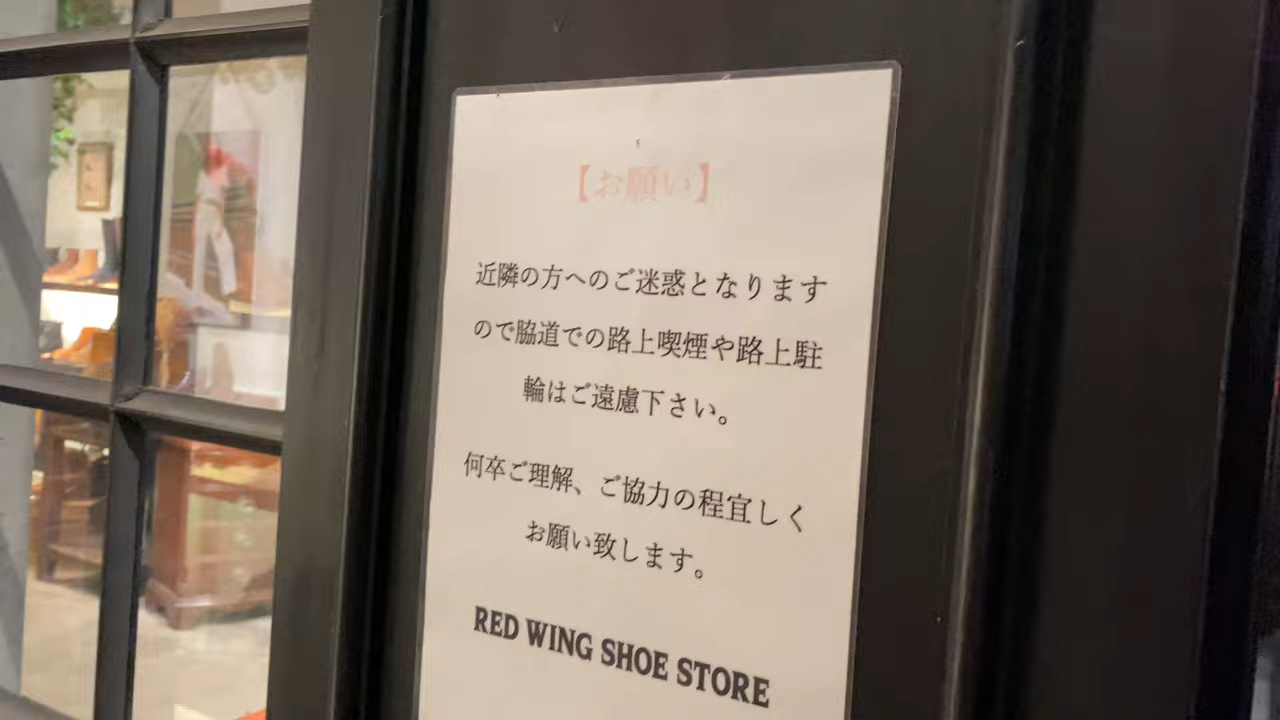 【お願い】
近隣の方へのご迷惑となります
ので脇道での路上喫煙や路上駐
輪はご遠慮下さい。
何卒ご理解、ご協力の程宜しく
お願い致します。
RED WING SHOE STORE